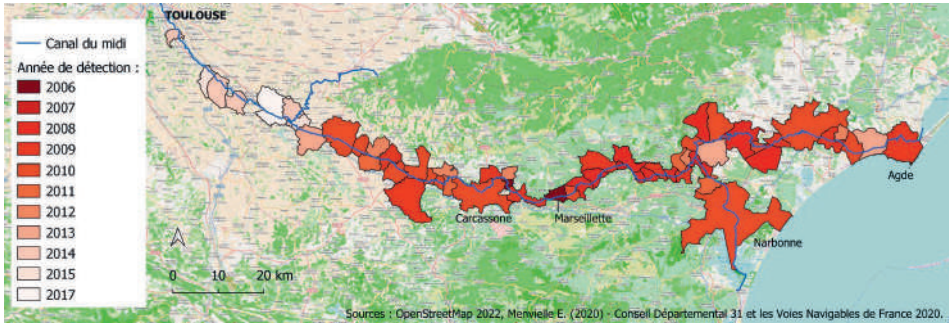 TOULOUSE
Canal du midi
Année de détection :
2006
2007
2008
2009
2010
2011
2012
2013
2014
2015
2017
Agde
Carcassone
Marseillette
Narbonne
0 10 20 km
Sources : OpenStreetMap 2022, Menvielle E. (2020) - Conseil Départemental 31 et les Voies Navigables de France 2020.